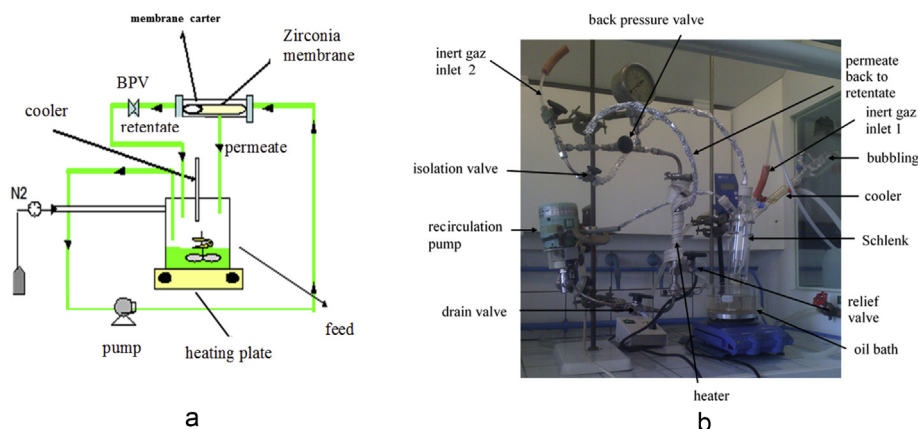 membrane carter
Zirconia
membrane
BPV
retentate
cooler
permeate
N2
pump
heating plate
feed
a
back pressure valve
inert gaz
inlet 2
permeate
back to
retentate
inert gaz
inlet 1
bubbling
isolation valve
cooler
recirculation
pump
Schlenk
drain valve
relief
valve
oil bath
heater
b